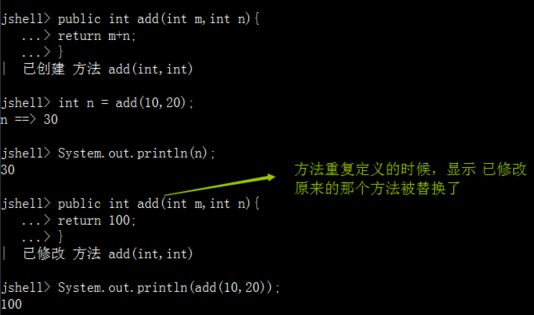 jshell> public int add(int m,int n){
...> return m+n;
...> }
| 已创建 方法 add(int,int)
jshell> int n = add(10,20);
n ==> 30
jshell> System.out.println(n);
30
方法重复定义的时候，显示 已修改
原来的那个方法被替换了
jshell> public int add(int m,int n){
...> return 100;
...> }
| 已修改 方法 add(int,int)
jshell> System.out.println(add(10,20));
100